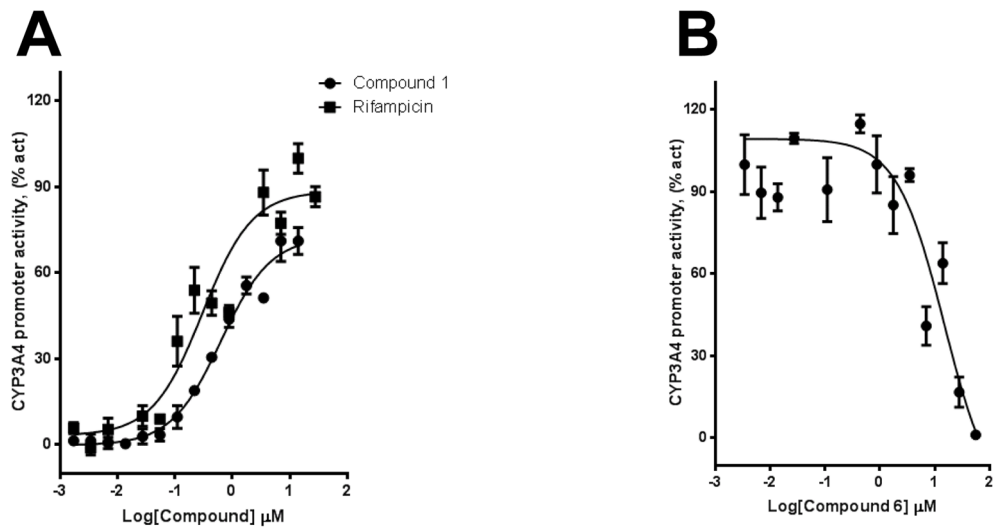 A
B
Compound 1
Rifampicin
CYP3A4 promoter activity, (% act)
120
90
60
30
0
-3
-2
-1
0
1
2
Log[Compound] µM
CYP3A4 promoter activity, (% act)
120
90
60
30
0
-3
-2
-1
0
1
2
Log[Compound 6] µM